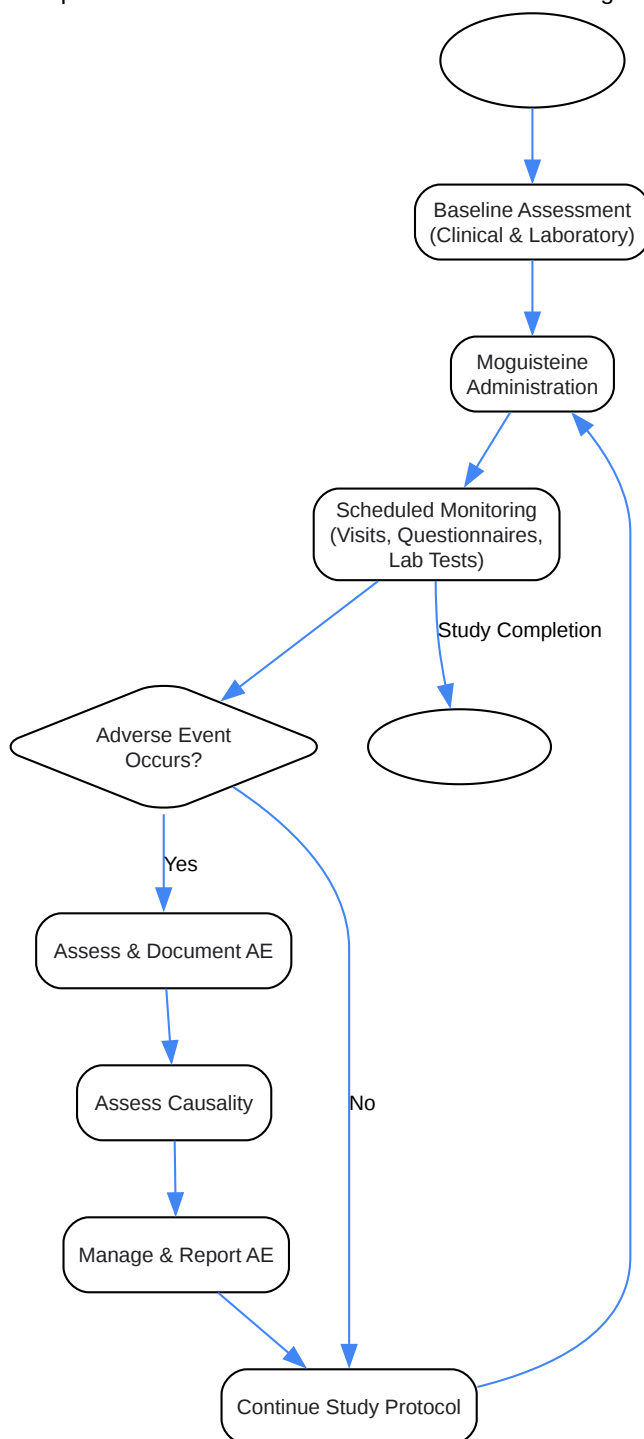 Baseline Assessment
(Clinical & Laboratory)
Moguisteine
Administration
Scheduled Monitoring
(Visits, Questionnaires,
Lab Tests)
Study Completion
Adverse Event
Occurs?
Yes
Assess & Document AE
Assess Causality
No
Manage & Report AE
Continue Study Protocol